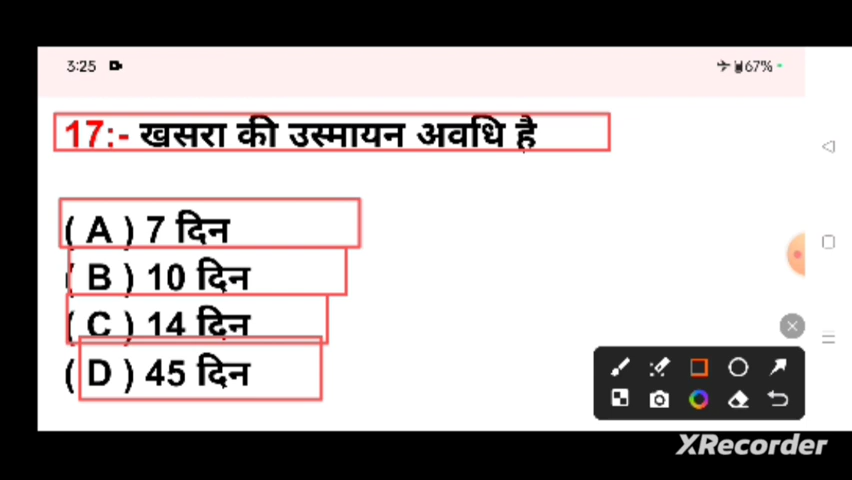 3:25
67%
17:- खसरा की उस्मायन अवधि है
( A ) 7 दिन
( B ) 10 दिन
( C ) 14 दिन
( D ) 45 दिन
XRecorder